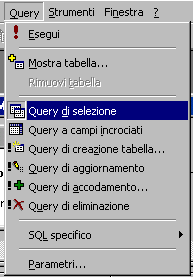 Query Strumenti Finestra ?
Esegui
Mostra tabella...
Rimuovi tabella
Query di selezione
Query a campi incrociati
Query di creazione tabella...
Query di aggiornamento
Query di accodamento...
Query di eliminazione
SQL specifico
Parametri...